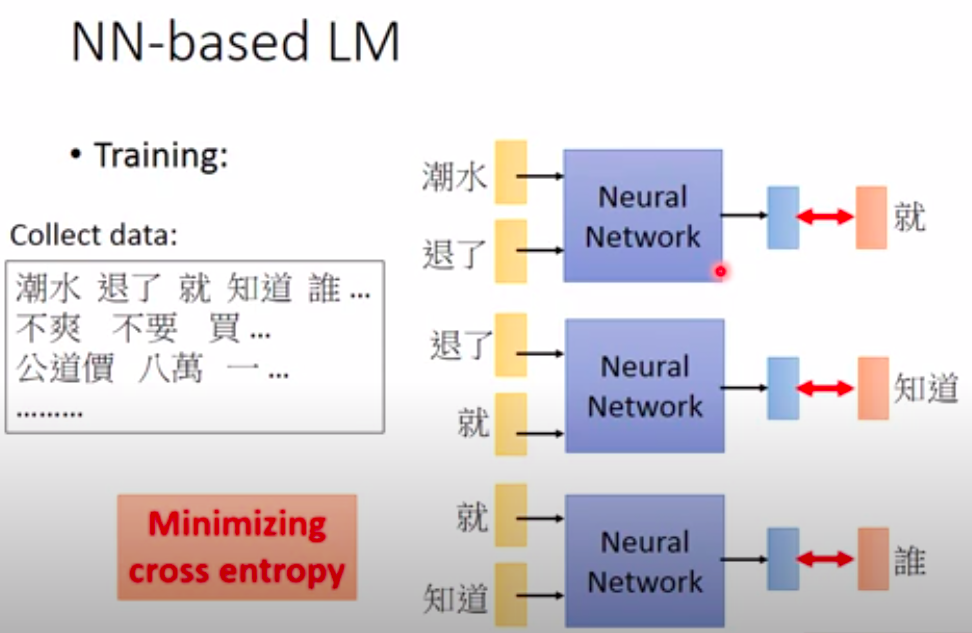 NN-based LM
• Training:
Collect data:
潮水 退了 就 知道 誰 ...
不爽 不要 買 ...
公道價 八萬 一 ...
.........
Minimizing
cross entropy
潮水
退了
Neural
Network
就
退了
就
Neural
Network
知道
就
知道
Neural
Network
誰